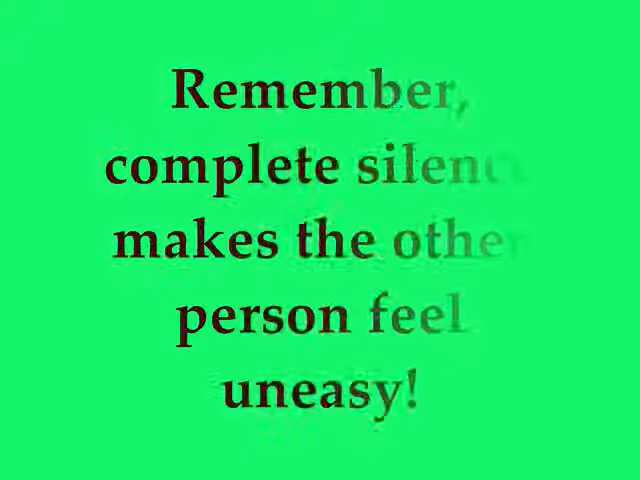 Remember,
complete silence
makes the other
person feel
uneasy!